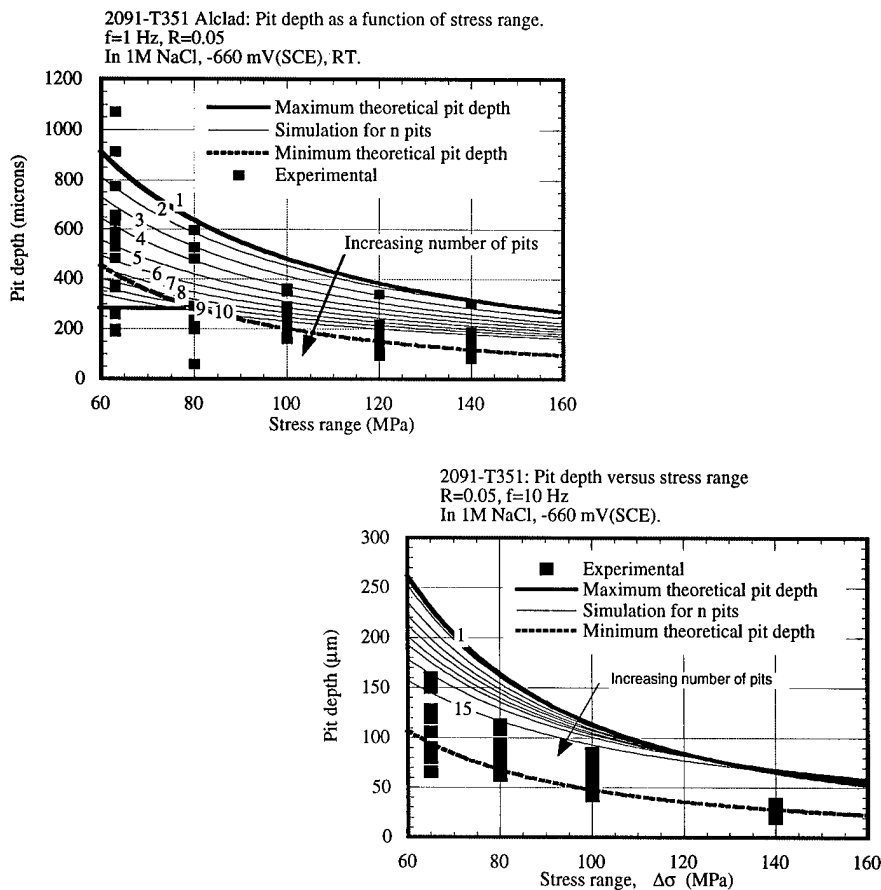 2091-T351 Alclad: Pit depth as a function of stress range.
f=1 Hz, R=0.05
In 1M NaCl, -660 mV(SCE), RT.
1200
1000
800
600
400
200
0
Pit depth (microns)
Maximum theoretical pit depth
Simulation for n pits
Minimum theoretical pit depth
Experimental
1
2
3
4
5
6
7
8
9
10
Increasing number of pits
60 80 100 120 140 160
Stress range (MPa)
2091-T351: Pit depth versus stress range
R=0.05, f=10 Hz
In 1M NaCl, -660 mV(SCE).
300
250
200
150
100
50
0
Pit depth (μm)
Experimental
Maximum theoretical pit depth
Simulation for n pits
Minimum theoretical pit depth
1
15
Increasing number of pits
60 80 100 120 140 160
Stress range, Δσ (MPa)